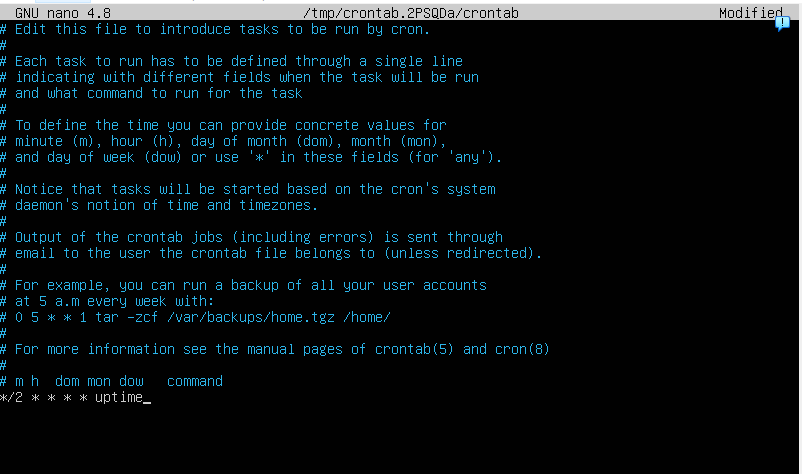 GNU nano 4.8 /tmp/crontab.2PSQDa/crontab Modified
# Edit this file to introduce tasks to be run by cron.
#
# Each task to run has to be defined through a single line
# indicating with different fields when the task will be run
# and what command to run for the task
#
# To define the time you can provide concrete values for
# minute (m), hour (h), day of month (dom), month (mon),
# and day of week (dow) or use '*' in these fields (for 'any').
#
# Notice that tasks will be started based on the cron's system
# daemon's notion of time and timezones.
#
# Output of the crontab jobs (including errors) is sent through
# email to the user the crontab file belongs to (unless redirected).
#
# For example, you can run a backup of all your user accounts
# at 5 a.m every week with:
# 0 5 * * 1 tar -zcf /var/backups/home.tgz /home/
#
# For more information see the manual pages of crontab(5) and cron(8)
#
# m h  dom mon dow   command
*/2 * * * * uptime_